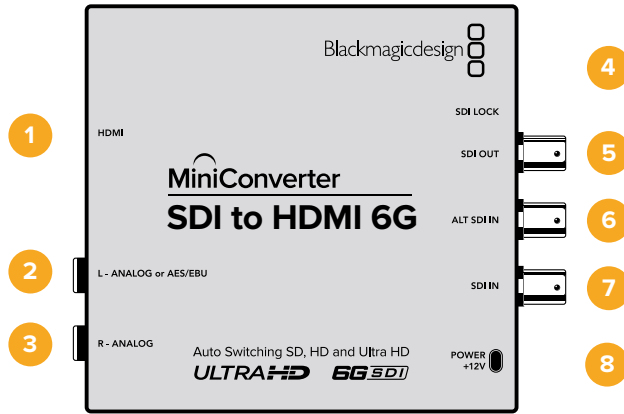 Blackmagicdesign
4
SDI LOCK
1
HDMI
SDI OUT
5
MiniConverter
SDI to HDMI 6G
ALT SDI IN
6
2
L - ANALOG or AES/EBU
SDI IN
7
3
R - ANALOG
Auto Switching SD, HD and Ultra HD
ULTRA HD 6G SDI
POWER
+12V
8